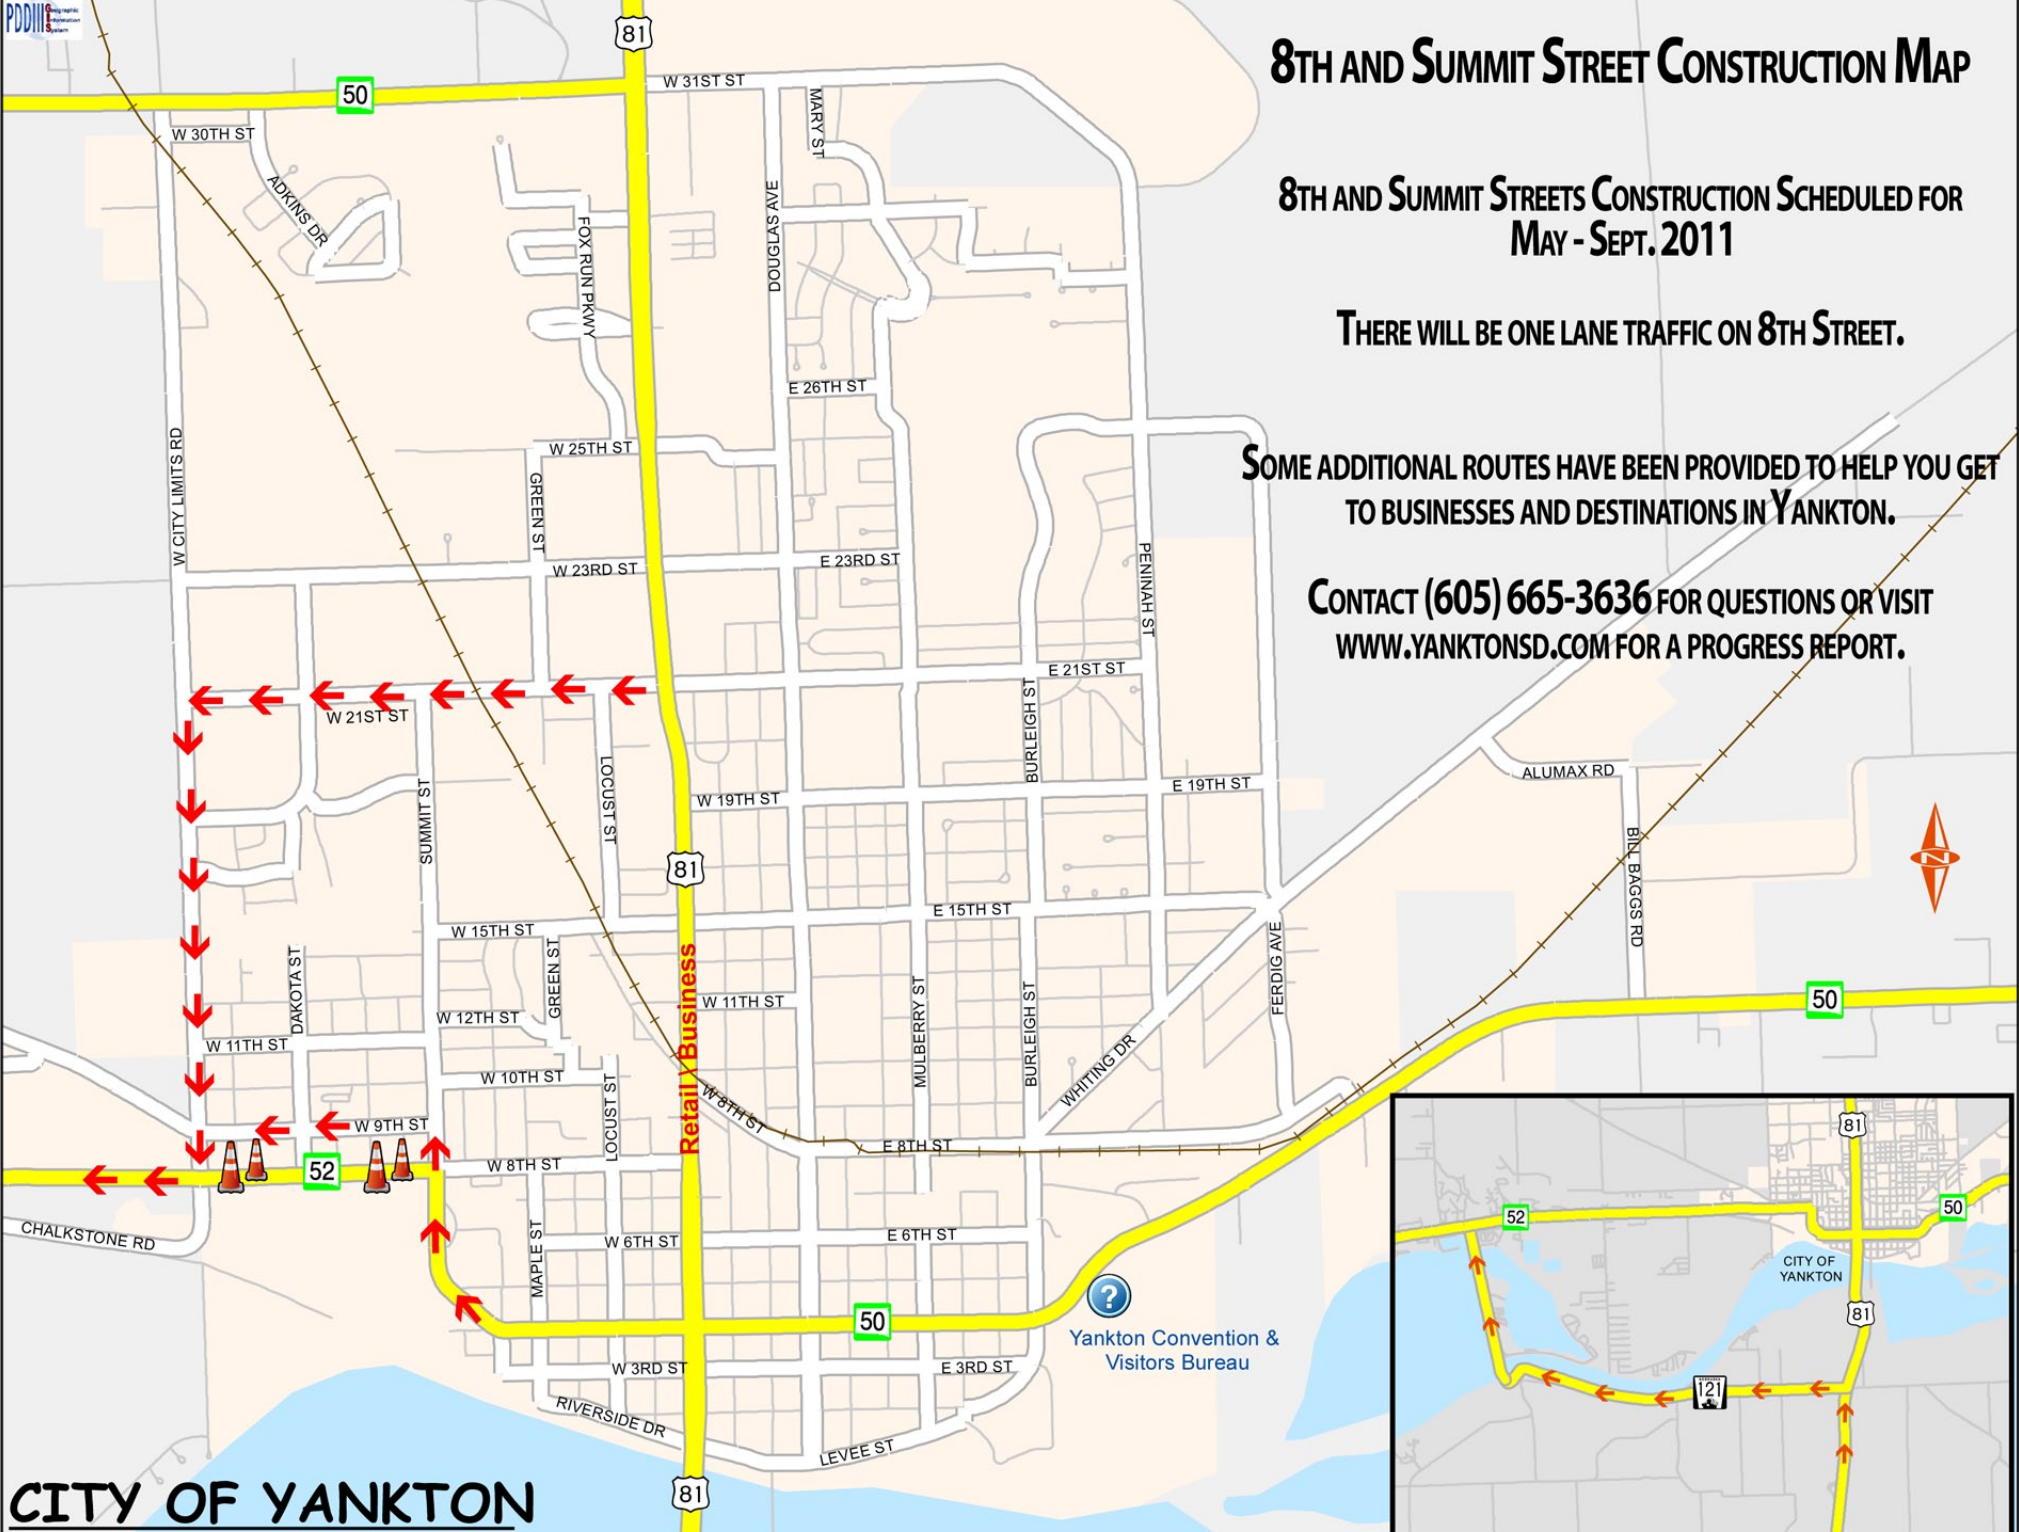 PDDIII Geographic Information System
81
8TH AND SUMMIT STREET CONSTRUCTION MAP
8TH AND SUMMIT STREETS CONSTRUCTION SCHEDULED FOR
MAY - SEPT. 2011
THERE WILL BE ONE LANE TRAFFIC ON 8TH STREET.
SOME ADDITIONAL ROUTES HAVE BEEN PROVIDED TO HELP YOU GET
TO BUSINESSES AND DESTINATIONS IN YANKTON.
CONTACT (605) 665-3636 FOR QUESTIONS OR VISIT
WWW.YANKTONSD.COM FOR A PROGRESS REPORT.
50
W 31ST ST
MARY ST
W 30TH ST
ADKINS DR
DOUGLAS AVE
FOX RUN PKWY
E 26TH ST
W 25TH ST
W CITY LIMITS RD
GREEN ST
W 23RD ST
E 23RD ST
PENINAH ST
E 21ST ST
W 21ST ST
BURLEIGH ST
LOCUST ST
SUMMIT ST
W 19TH ST
E 19TH ST
ALUMAX RD
BILL BAGGS RD
N
81
E 15TH ST
W 15TH ST
FERDIG AVE
DAKOTA ST
GREEN ST
Retail \ Business
W 11TH ST
MULBERRY ST
BURLEIGH ST
50
W 12TH ST
W 11TH ST
WHITING DR
W 10TH ST
LOCUST ST
W 8TH ST
W 9TH ST
E 8TH ST
52
W 8TH ST
CHALKSTONE RD
MAPLE ST
W 6TH ST
E 6TH ST
50
?
Yankton Convention &
Visitors Bureau
W 3RD ST
E 3RD ST
RIVERSIDE DR
LEVEE ST
81
CITY OF YANKTON
81
52
50
CITY OF
YANKTON
81
121